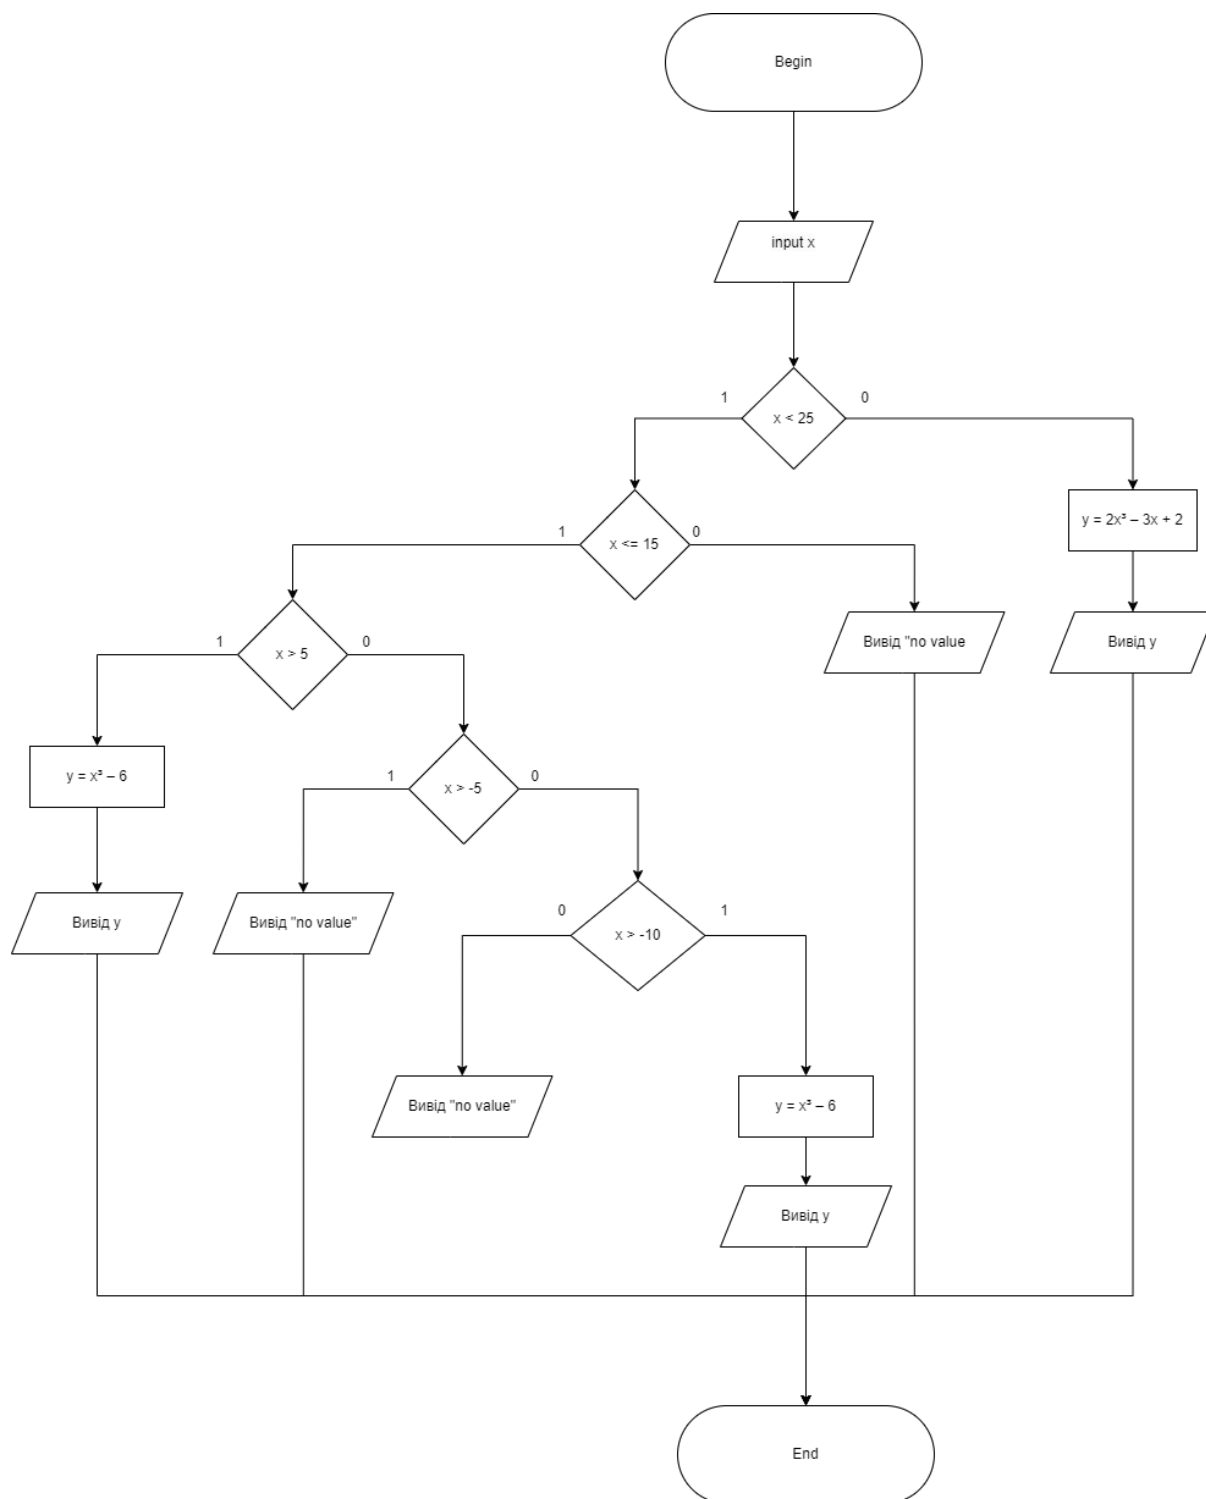 Begin
input x
1
0
x < 25
1
0
x <= 15
y = 2x³ – 3x + 2
1
0
x > 5
Вивід "no value
Вивід y
y = x³ – 6
1
0
x > -5
Вивід y
Вивід "no value"
0
1
x > -10
Вивід "no value"
y = x³ – 6
Вивід y
End